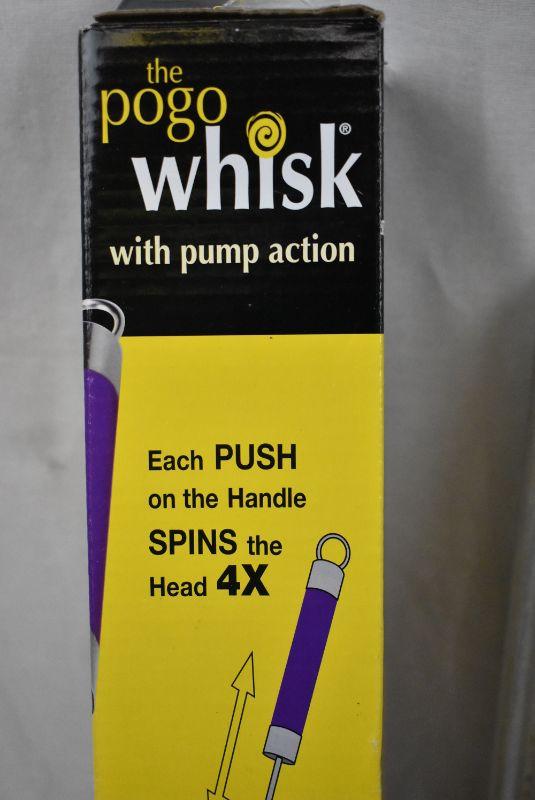 the
pogo
whisk®
with pump action
Each PUSH
on the Handle
SPINS the
Head 4X